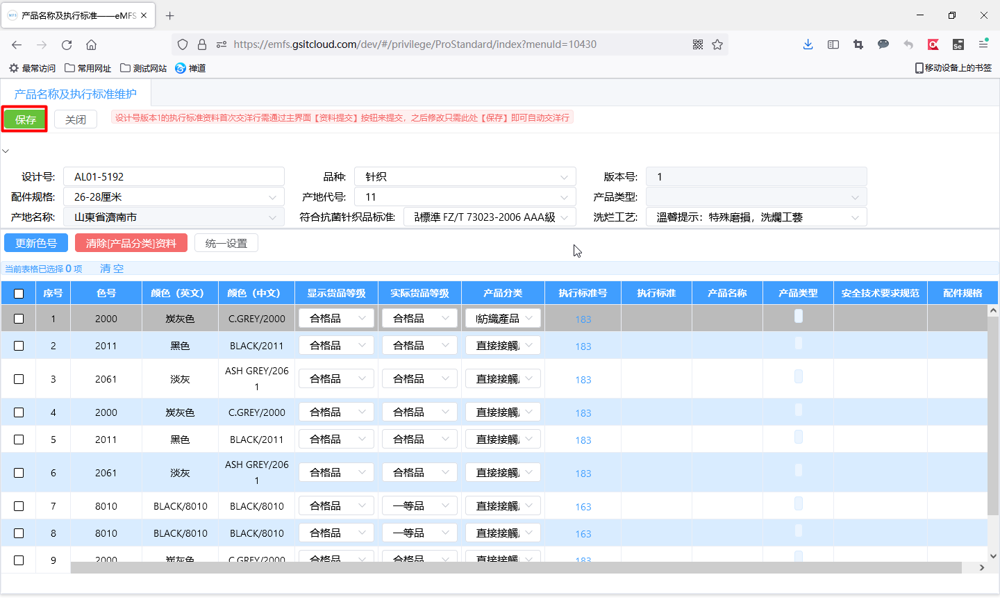 产品名称及执行标准——eMFS
https://emfs.gsitcloud.com/dev/#/privilege/ProStandard/index?menuId=10430
最常访问 常用网址 测试网站 禅道 移动设备上的书签
产品名称及执行标准维护
保存 关闭 设计号版本1的执行标准资料首次交洋行需通过主界面【资料提交】按钮来提交，之后修改只需此处【保存】即可自动交洋行
设计号: AL01-5192 品种: 针织 版本号: 1
配件规格: 26-28厘米 产地代号: 11 产品类型:
产地名称: 山東省濟南市 符合抗菌针织品标准: 品標準 FZ/T 73023-2006 AAA級 洗烂工艺: 溫馨提示：特殊磨損，洗爛工藝
更新色号 清除[产品分类]资料 统一设置
当前表格已选择 0 项 清 空
序号 色号 颜色（英文） 颜色（中文） 显示货品等级 实际货品等级 产品分类 执行标准号 执行标准 产品名称 产品类型 安全技术要求规范 配件规格
1 2000 炭灰色 C.GREY/2000 合格品 合格品 紡織產品 183
2 2011 黑色 BLACK/2011 合格品 合格品 直接接觸 183
3 2061 淡灰 ASH GREY/206
1 合格品 合格品 直接接觸 183
4 2000 炭灰色 C.GREY/2000 合格品 合格品 直接接觸 183
5 2011 黑色 BLACK/2011 合格品 合格品 直接接觸 183
6 2061 淡灰 ASH GREY/206
1 合格品 合格品 直接接觸 183
7 8010 BLACK/8010 BLACK/8010 合格品 一等品 直接接觸 163
8 8010 BLACK/8010 BLACK/8010 合格品 一等品 直接接觸 163
9 2000 炭灰色 C.GREY/2000 合格品 合格品 直接接觸 183